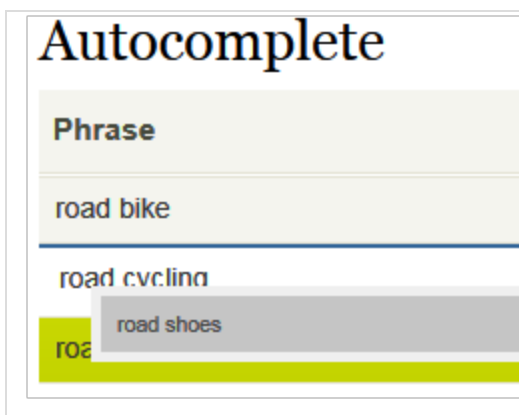 Autocomplete
Phrase
road bike
road cycling
road shoes